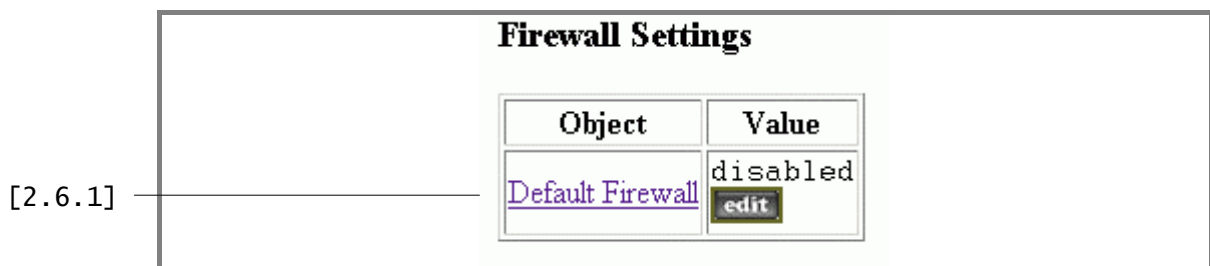 Firewall Settings
Object Value
disabled
[2.6.1] Default Firewall
edit